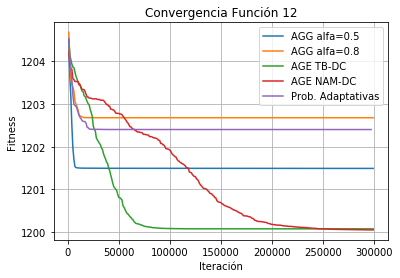 Convergencia Función 12
AGG alfa=0.5
AGG alfa=0.8
AGE TB-DC
AGE NAM-DC
Prob. Adaptativas
Fitness
1204
1203
1202
1201
1200
0 50000 100000 150000 200000 250000 300000
Iteración